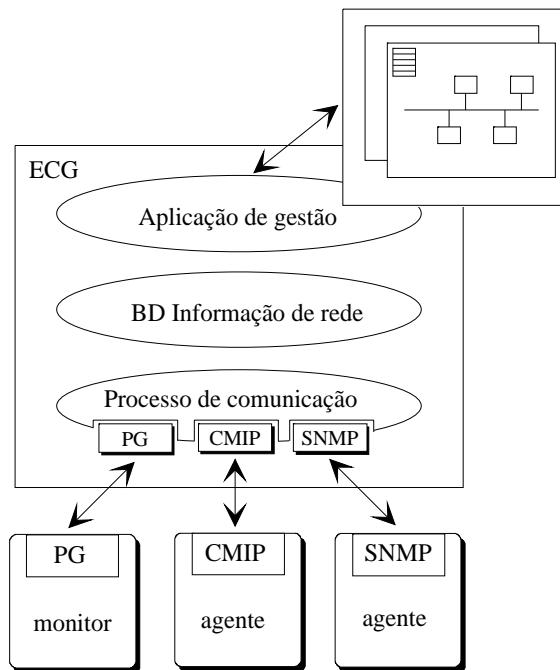 ECG
Aplicação de gestão
BD Informação de rede
Processo de comunicação
PG
CMIP
SNMP
PG
CMIP
SNMP
monitor
agente
agente